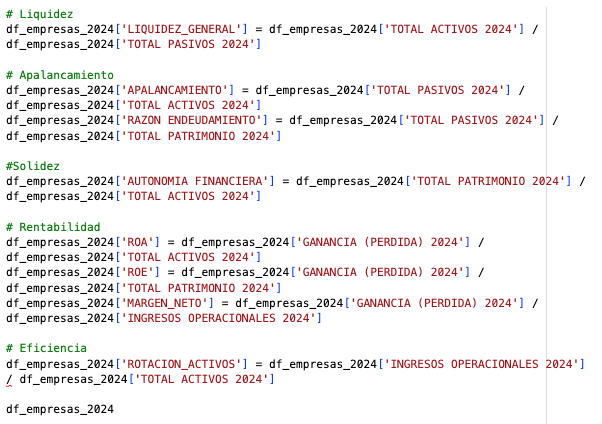 # Liquidez
df_empresas_2024['LIQUIDEZ_GENERAL'] = df_empresas_2024['TOTAL ACTIVOS 2024'] /
df_empresas_2024['TOTAL PASIVOS 2024']

# Apalancamiento
df_empresas_2024['APALANCAMIENTO'] = df_empresas_2024['TOTAL PASIVOS 2024'] /
df_empresas_2024['TOTAL ACTIVOS 2024']
df_empresas_2024['RAZON ENDEUDAMIENTO'] = df_empresas_2024['TOTAL PASIVOS 2024'] /
df_empresas_2024['TOTAL PATRIMONIO 2024']

#Solidez
df_empresas_2024['AUTONOMIA FINANCIERA'] = df_empresas_2024['TOTAL PATRIMONIO 2024'] /
df_empresas_2024['TOTAL ACTIVOS 2024']

# Rentabilidad
df_empresas_2024['ROA'] = df_empresas_2024['GANANCIA (PERDIDA) 2024'] /
df_empresas_2024['TOTAL ACTIVOS 2024']
df_empresas_2024['ROE'] = df_empresas_2024['GANANCIA (PERDIDA) 2024'] /
df_empresas_2024['TOTAL PATRIMONIO 2024']
df_empresas_2024['MARGEN_NETO'] = df_empresas_2024['GANANCIA (PERDIDA) 2024'] /
df_empresas_2024['INGRESOS OPERACIONALES 2024']

# Eficiencia
df_empresas_2024['ROTACION_ACTIVOS'] = df_empresas_2024['INGRESOS OPERACIONALES 2024']
/ df_empresas_2024['TOTAL ACTIVOS 2024']

df_empresas_2024